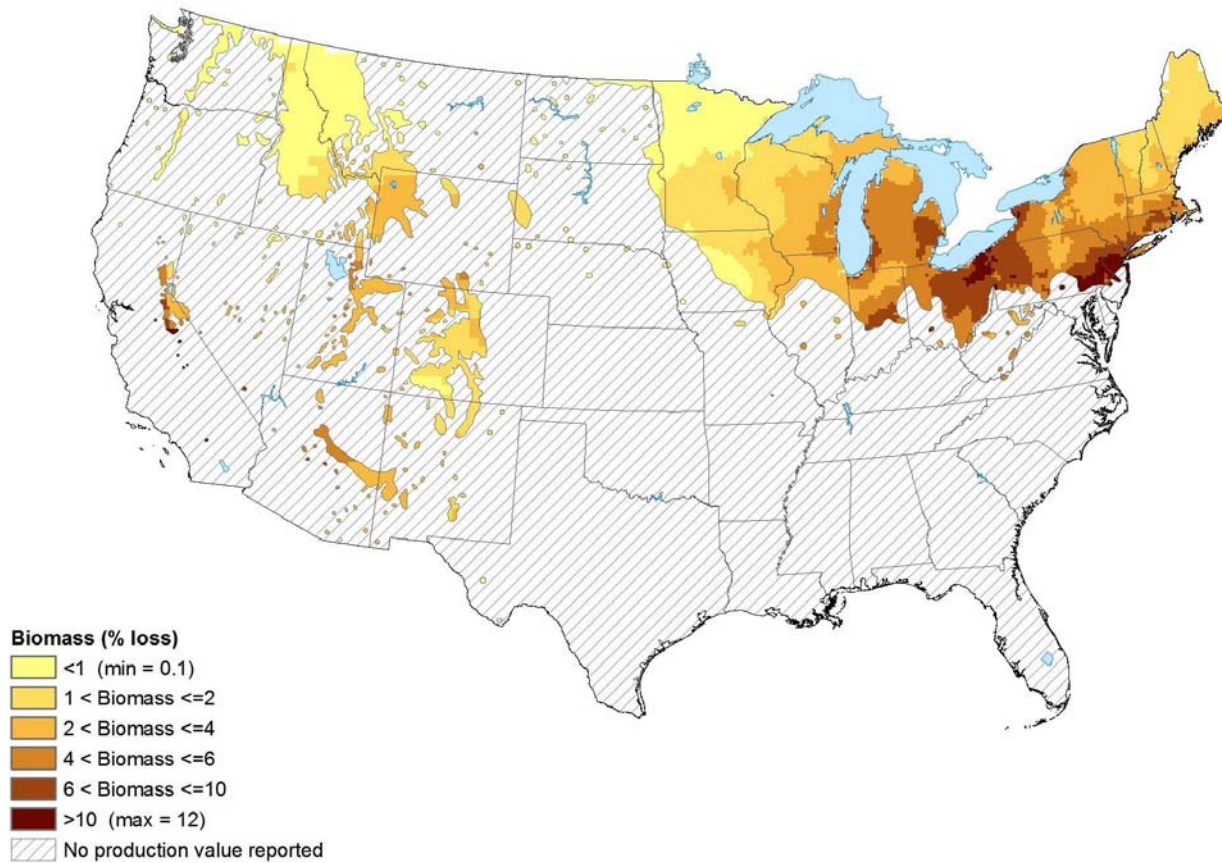 Biomass (% loss)
<1 (min = 0.1)
1 < Biomass <=2
2 < Biomass <=4
4 < Biomass <=6
6 < Biomass <=10
>10 (max = 12)
No production value reported